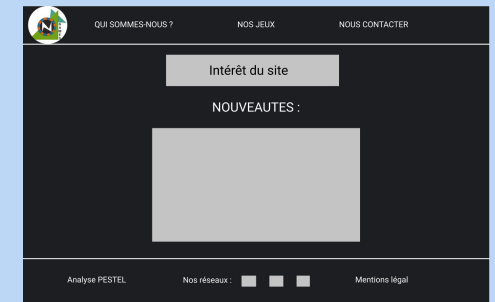 QUI SOMMES-NOUS ? NOS JEUX NOUS CONTACTER
Intérêt du site
NOUVEAUTES :
Analyse PESTEL Nos réseaux : Mentions légal